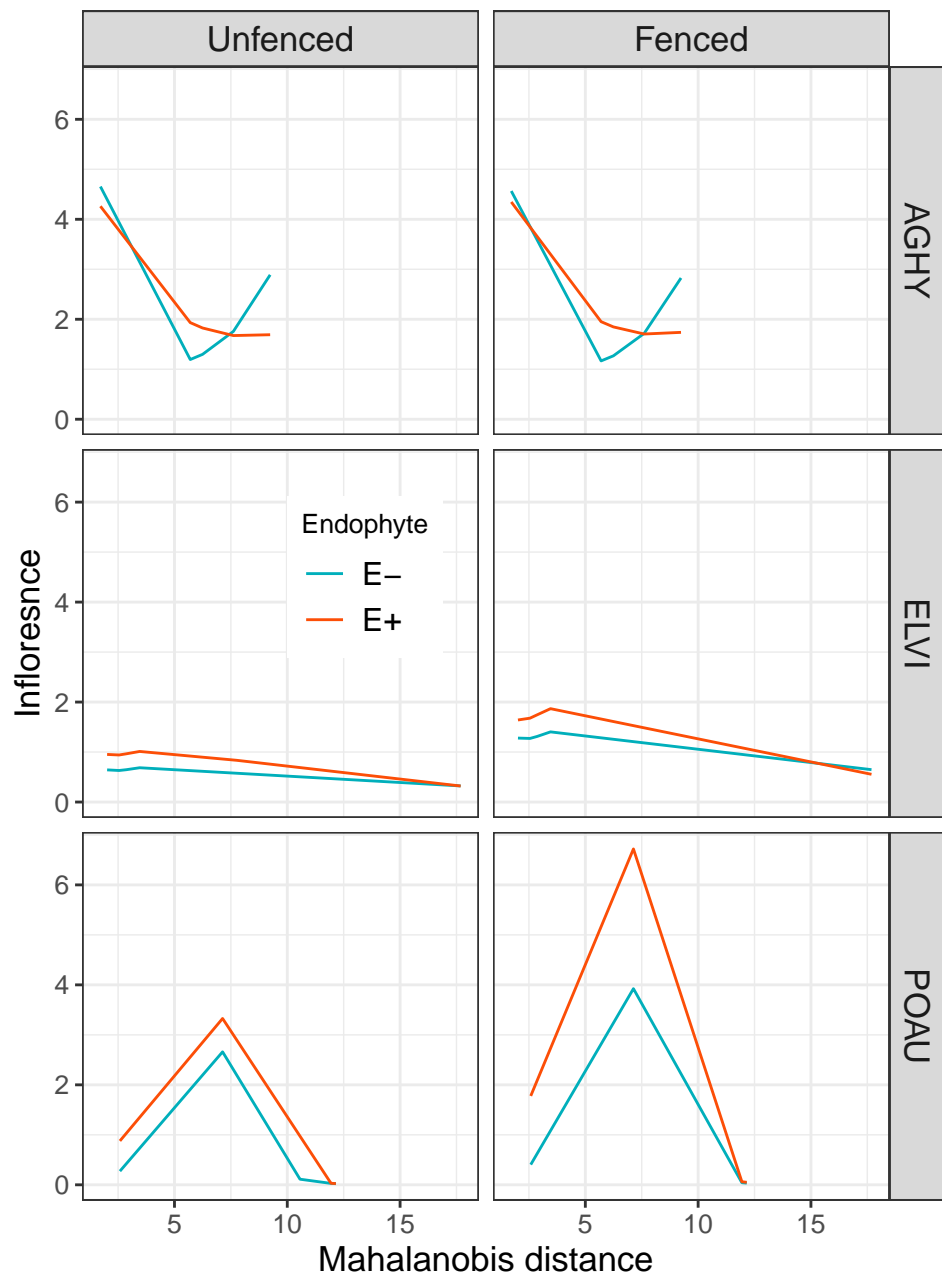 Unfenced
Fenced
6
4
2
0
AGHY
6
4
2
0
Endophyte
E−
E+
ELVI
6
4
2
0
POAU
5
10
15
5
10
15
Infloresnce
Mahalanobis distance